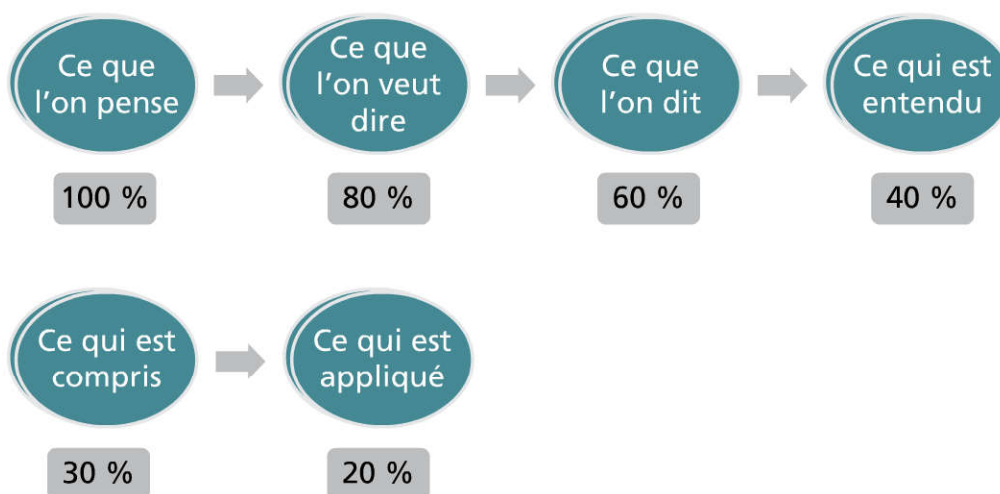 Ce que
l'on pense
Ce que
l'on veut
dire
Ce que
l'on dit
Ce qui est
entendu
100 %
80 %
60 %
40 %
Ce qui est
compris
Ce qui est
appliqué
30 %
20 %